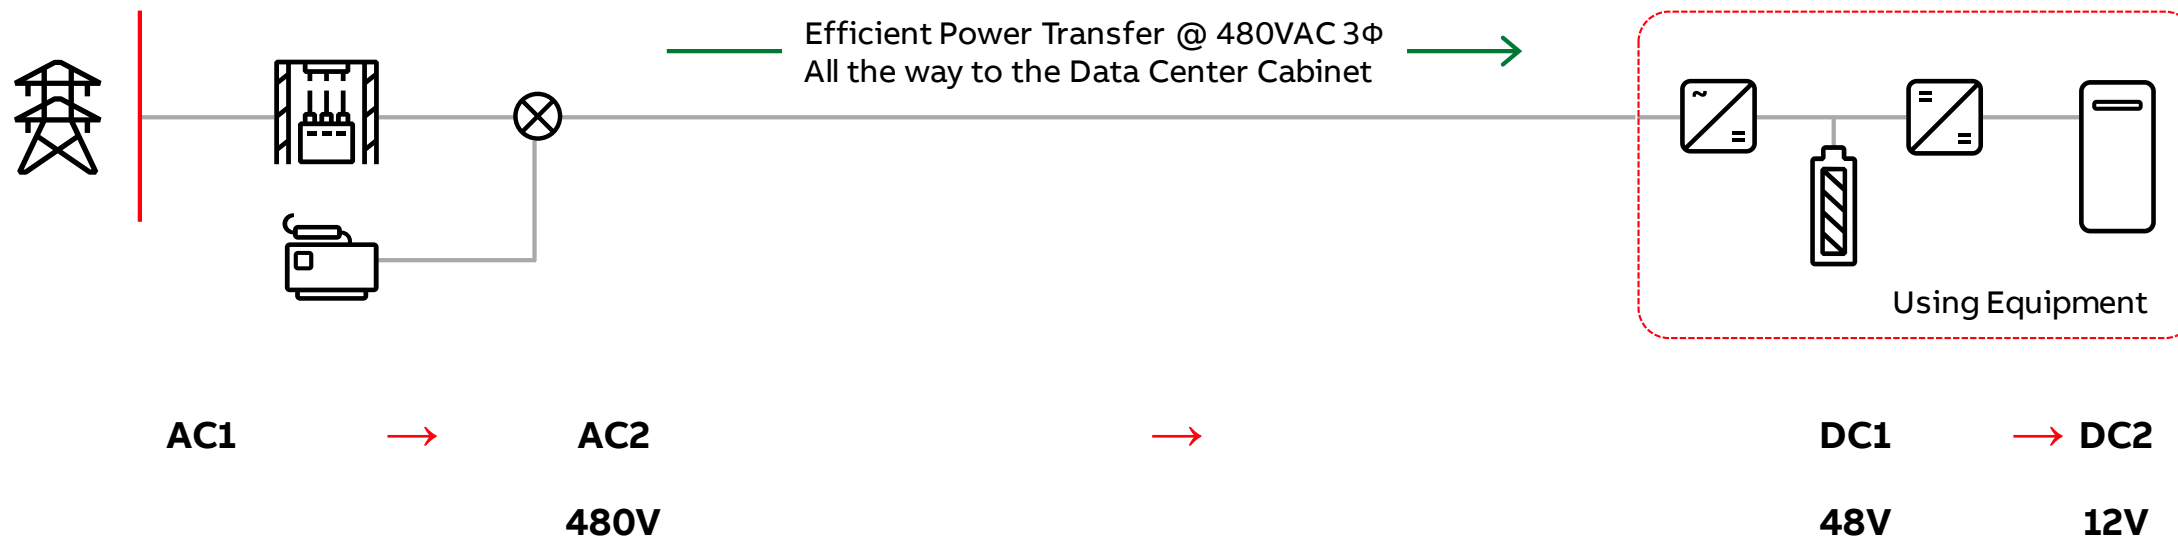 Efficient Power Transfer @ 480VAC 3Φ
All the way to the Data Center Cabinet
Using Equipment
AC1 → AC2 → DC1 → DC2
480V 48V 12V